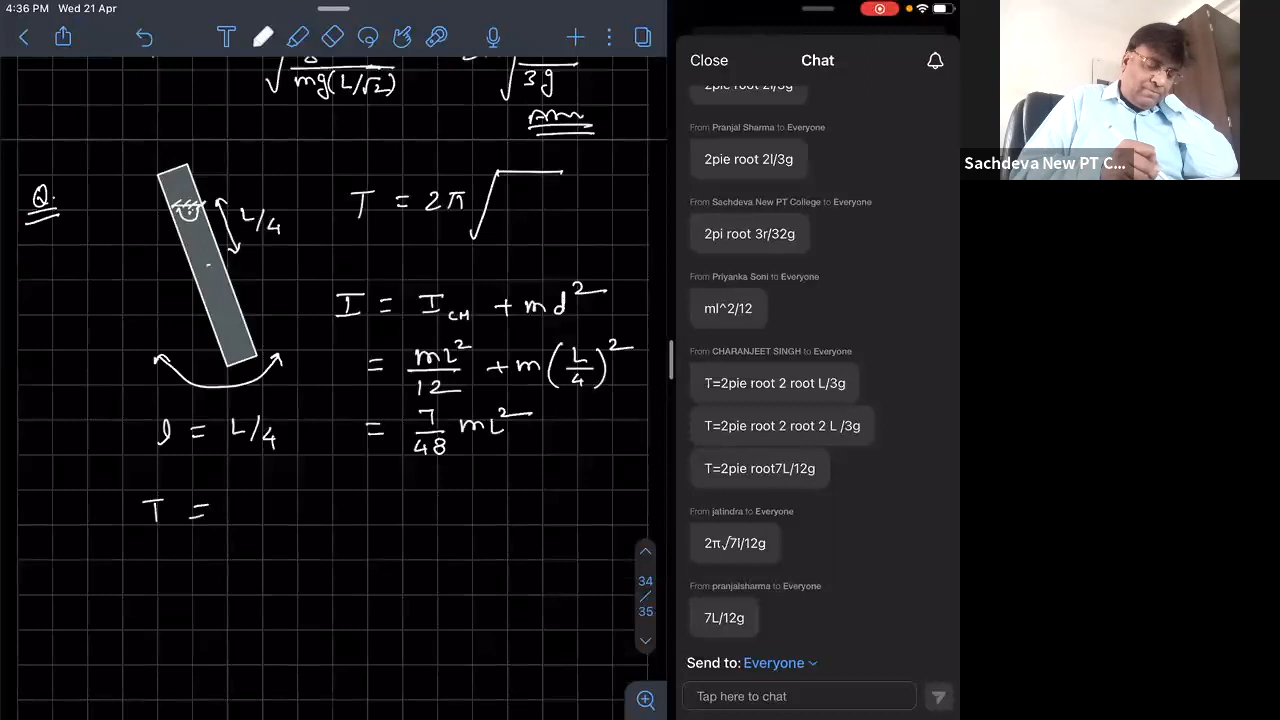 4:36 PM Wed 21 Apr
mg(L/√2)
3g
Ans
Q.
L/4
T = 2π√
I = I_CM + md²
= mL²/12 + m(L/4)²
= 7/48 mL²
l = L/4
T =
34
/
35
Close
Chat
2pie root 2l/3g
From Pranjal Sharma to Everyone
2pie root 2l/3g
From Sachdeva New PT College to Everyone
2pi root 3r/32g
From Priyanka Soni to Everyone
ml^2/12
From CHARANJEET SINGH to Everyone
T=2pie root 2 root L/3g
T=2pie root 2 root 2 L /3g
T=2pie root7L/12g
From jatindra to Everyone
2π√7l/12g
From pranjalsharma to Everyone
7L/12g
Send to: Everyone
Tap here to chat
Sachdeva New PT C...